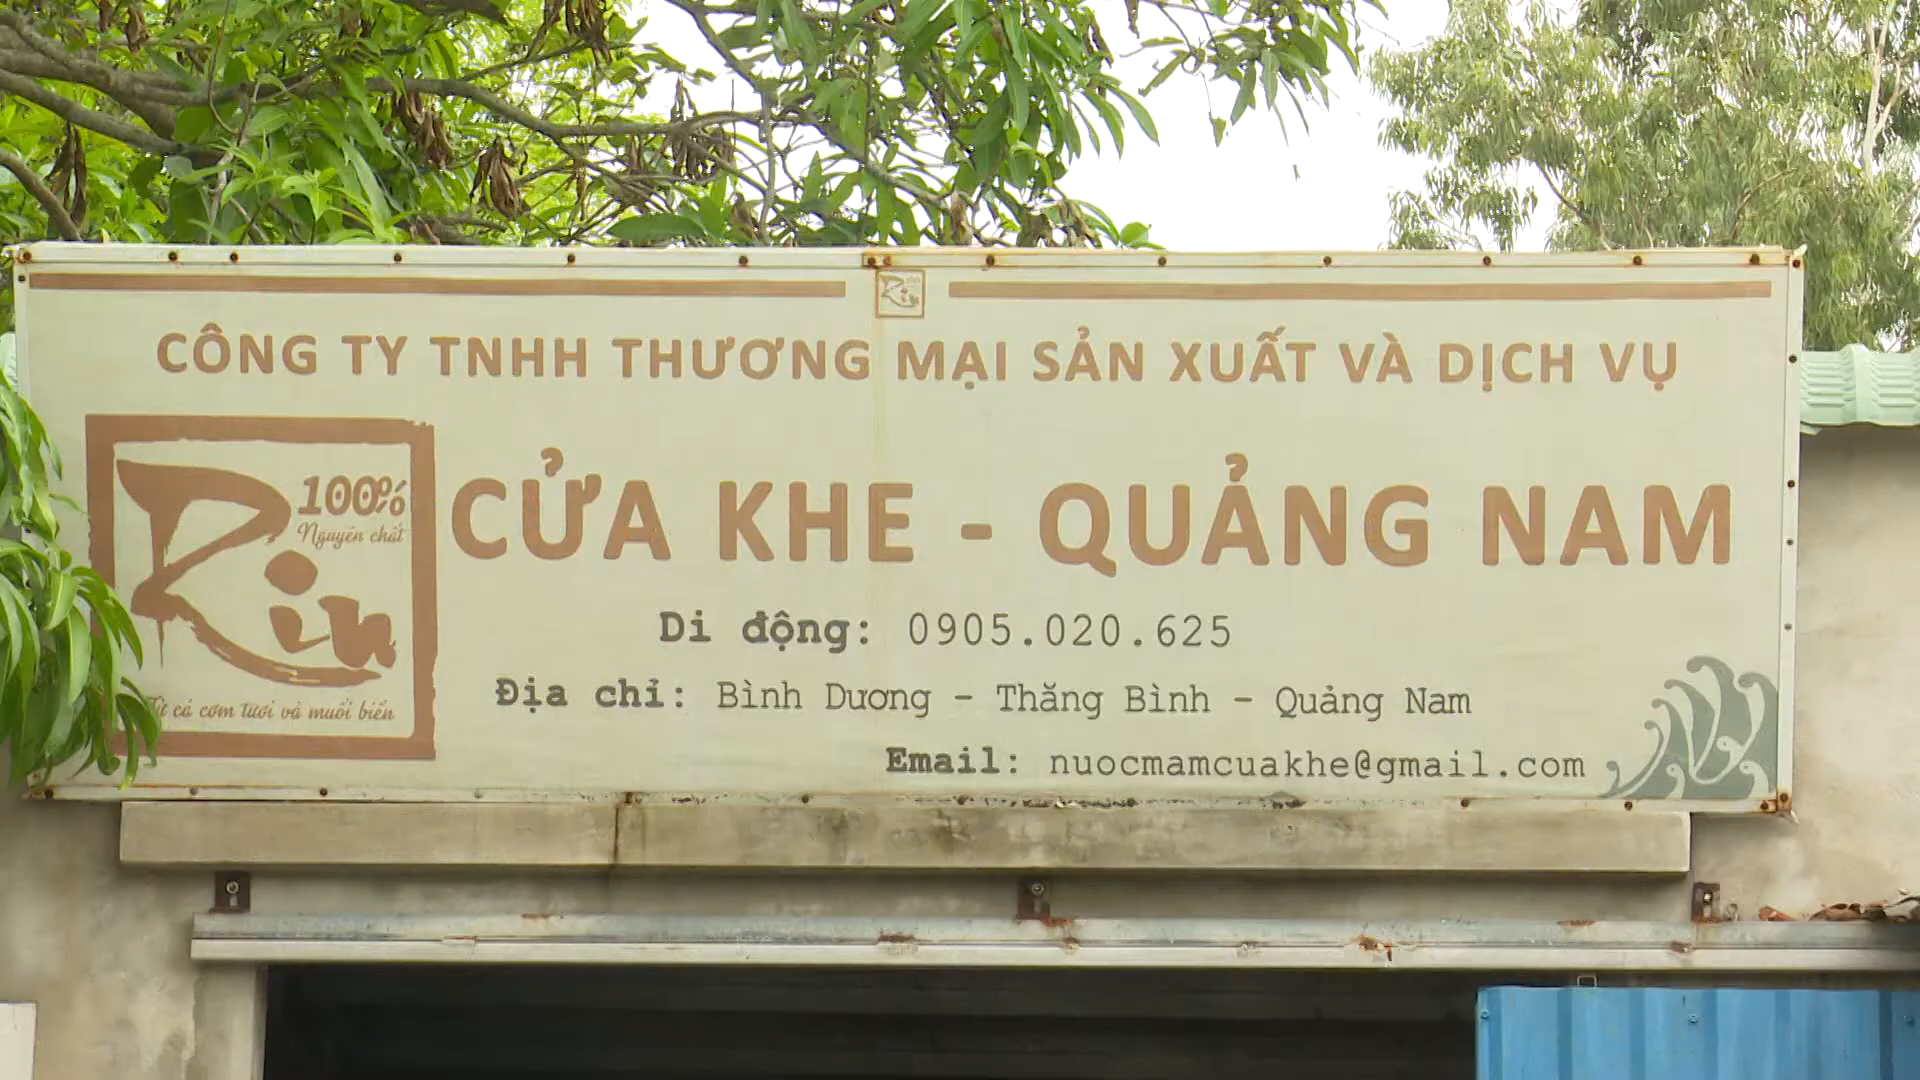 CÔNG TY TNHH THƯƠNG MẠI SẢN XUẤT VÀ DỊCH VỤ
CỬA KHE - QUẢNG NAM
Rin
100%
Nguyên chất
Từ cá cơm tươi và muối biển
Di động: 0905.020.625
Địa chỉ: Bình Dương - Thăng Bình - Quảng Nam
Email: nuocmamcuakhe@gmail.com